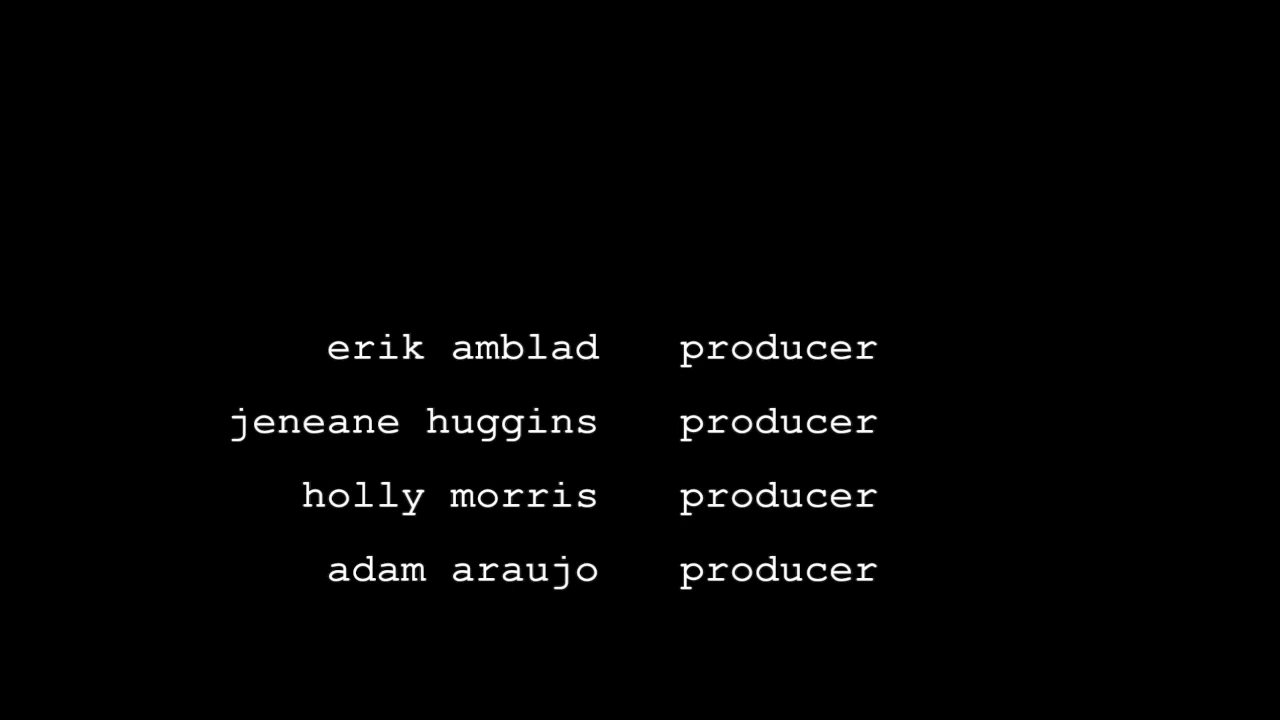 erik amblad producer
jeneane huggins producer
holly morris producer
adam araujo producer